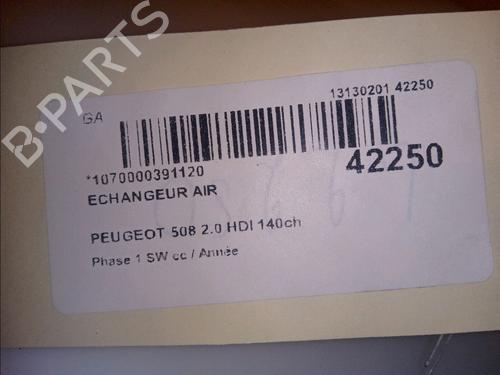 B-PARTS
GA
13130201 42250
*1070000391120
42250
ECHANGEUR AIR
PEUGEOT 508 2.0 HDI 140ch
Phase 1 SW cc / Année